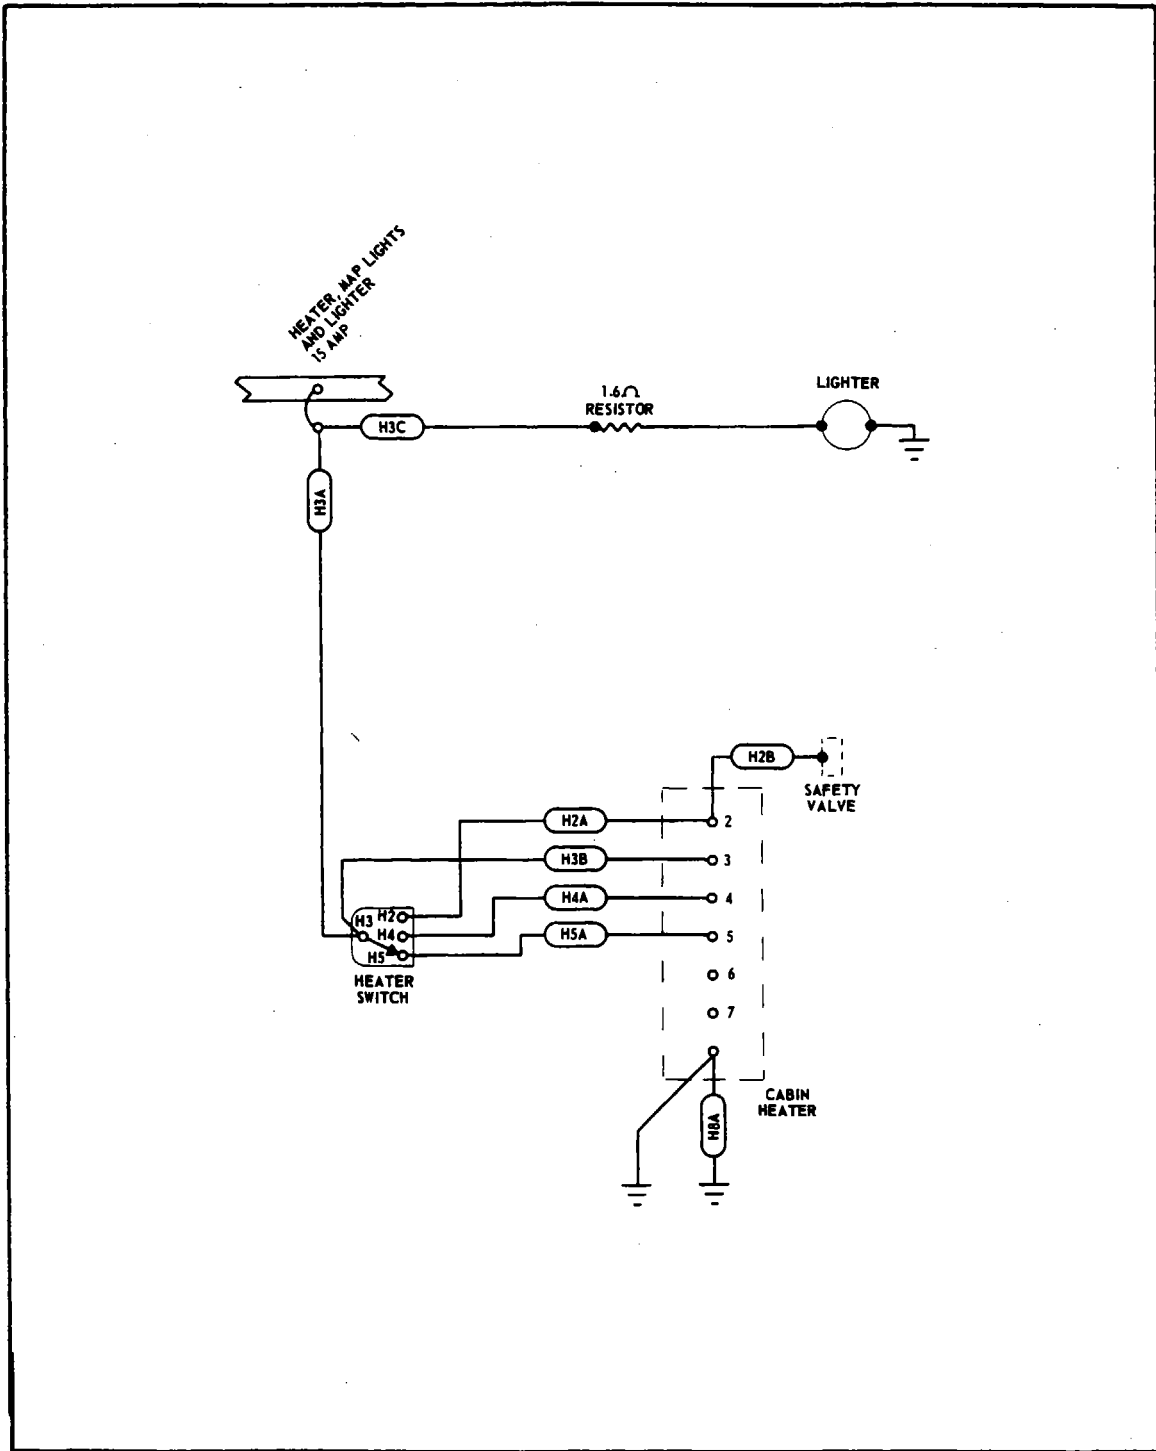 HEATER, MAP LIGHTS
AND LIGHTER
15 AMP
1.6Ω
RESISTOR
LIGHTER
H3C
H3A
H2B
SAFETY
VALVE
H2A
2
H3B
3
H4A
4
H5A
5
6
7
H3
H2
H4
H5
HEATER
SWITCH
CABIN
HEATER
H8A